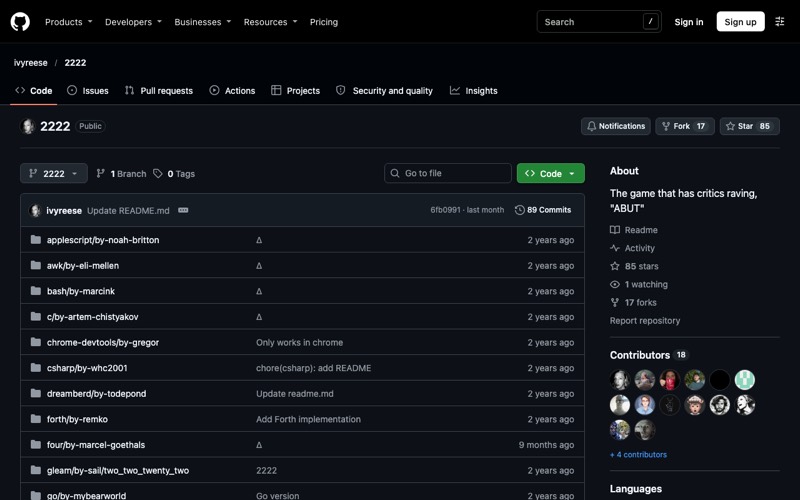 Products Developers Businesses Resources Pricing Search / Sign in Sign up
ivyreese / 2222
Code Issues Pull requests Actions Projects Security and quality Insights
2222 Public Notifications Fork 17 Star 85
2222 1 Branch 0 Tags Go to file Code
ivyreese Update README.md 6fb0991 · last month 89 Commits
applescript/by-noah-britton Δ 2 years ago
awk/by-eli-mellen Δ 2 years ago
bash/by-marcink Δ 2 years ago
c/by-artem-chistyakov Δ 2 years ago
chrome-devtools/by-gregor Only works in chrome 2 years ago
csharp/by-whc2001 chore(csharp): add README 2 years ago
dreamberd/by-todepond Update readme.md 2 years ago
forth/by-remko Add Forth implementation 2 years ago
four/by-marcel-goethals Δ 9 months ago
gleam/by-sail/two_two_twenty_two 2222 2 years ago
go/by-mybearworld Go version 2 years ago
About
The game that has critics raving,
"ABUT"
Readme
Activity
85 stars
1 watching
17 forks
Report repository
Contributors 18
+ 4 contributors
Languages